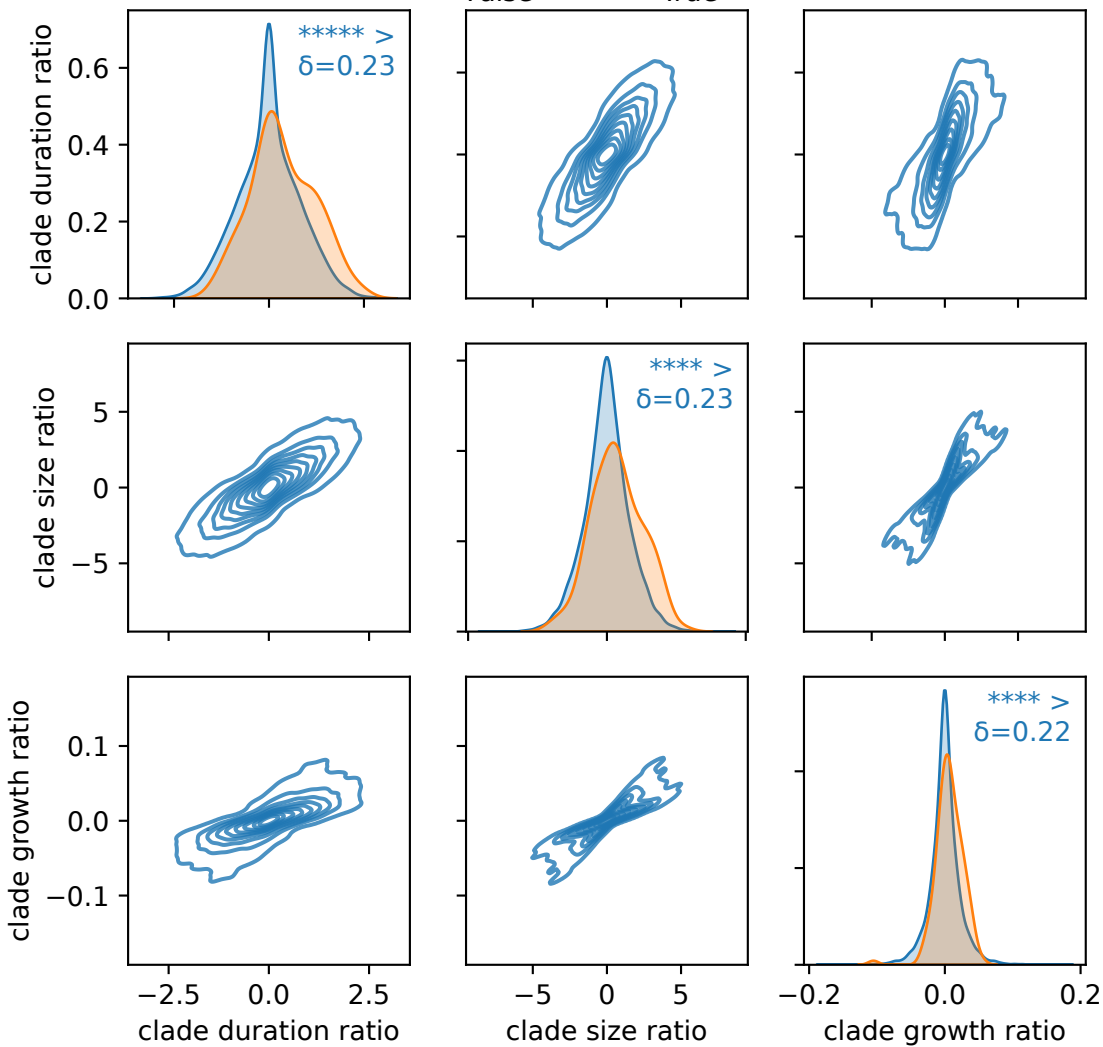 clade duration ratio
0.6
0.4
0.2
0.0
***** >
δ=0.23
clade size ratio
5
0
−5
**** >
δ=0.23
clade growth ratio
0.1
0.0
−0.1
**** >
δ=0.22
−2.5 0.0 2.5
−5 0 5
−0.2 0.0 0.2
clade duration ratio
clade size ratio
clade growth ratio